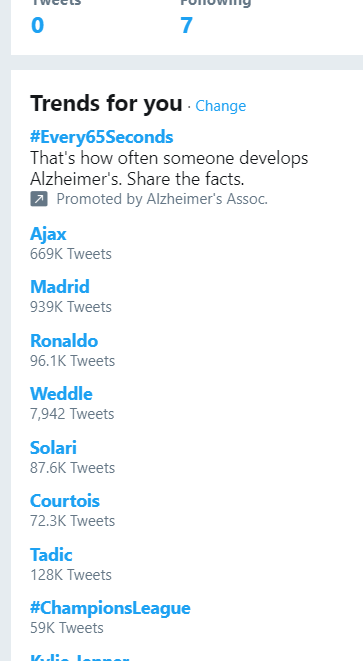 Tweets
Following
0
7
Trends for you · Change
#Every65Seconds
That's how often someone develops
Alzheimer's. Share the facts.
Promoted by Alzheimer's Assoc.
Ajax
669K Tweets
Madrid
939K Tweets
Ronaldo
96.1K Tweets
Weddle
7,942 Tweets
Solari
87.6K Tweets
Courtois
72.3K Tweets
Tadic
128K Tweets
#ChampionsLeague
59K Tweets
Kylie Jenner